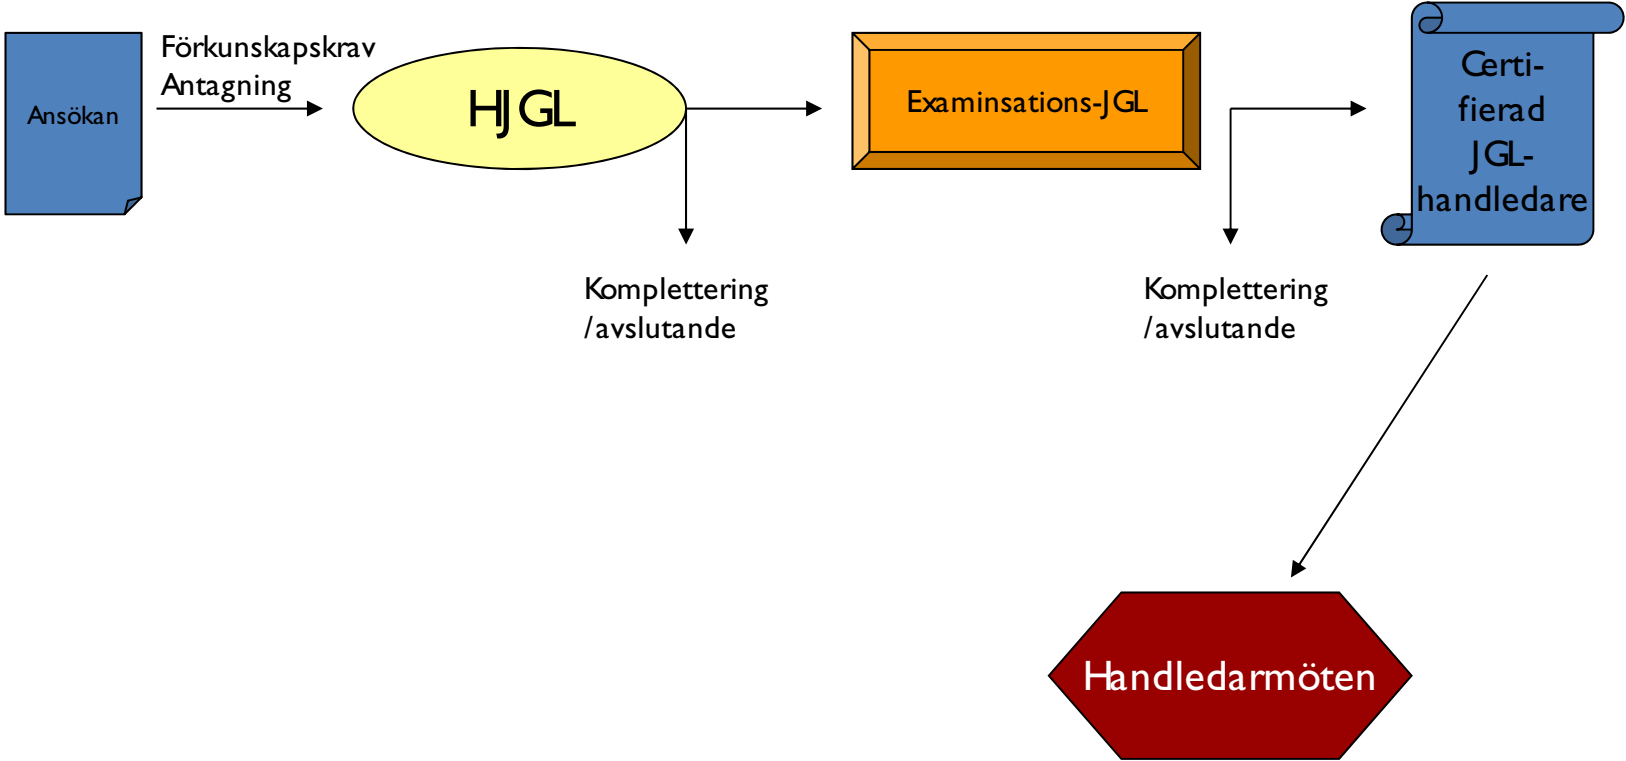 Ansökan
Förkunskapskrav
Antagning
HJGL
Examinsations-JGL
Certi-
fierad
JGL-
handledare
Komplettering
/avslutande
Komplettering
/avslutande
Handledarmöten